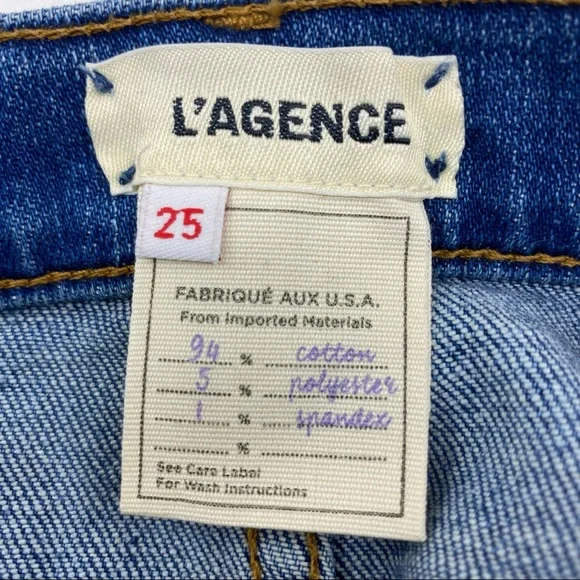 L'AGENCE
25
FABRIQUÉ AUX U.S.A.
From Imported Materials
94 % cotton
5 % polyester
1 % spandex
%
See Care Label
For Wash Instructions